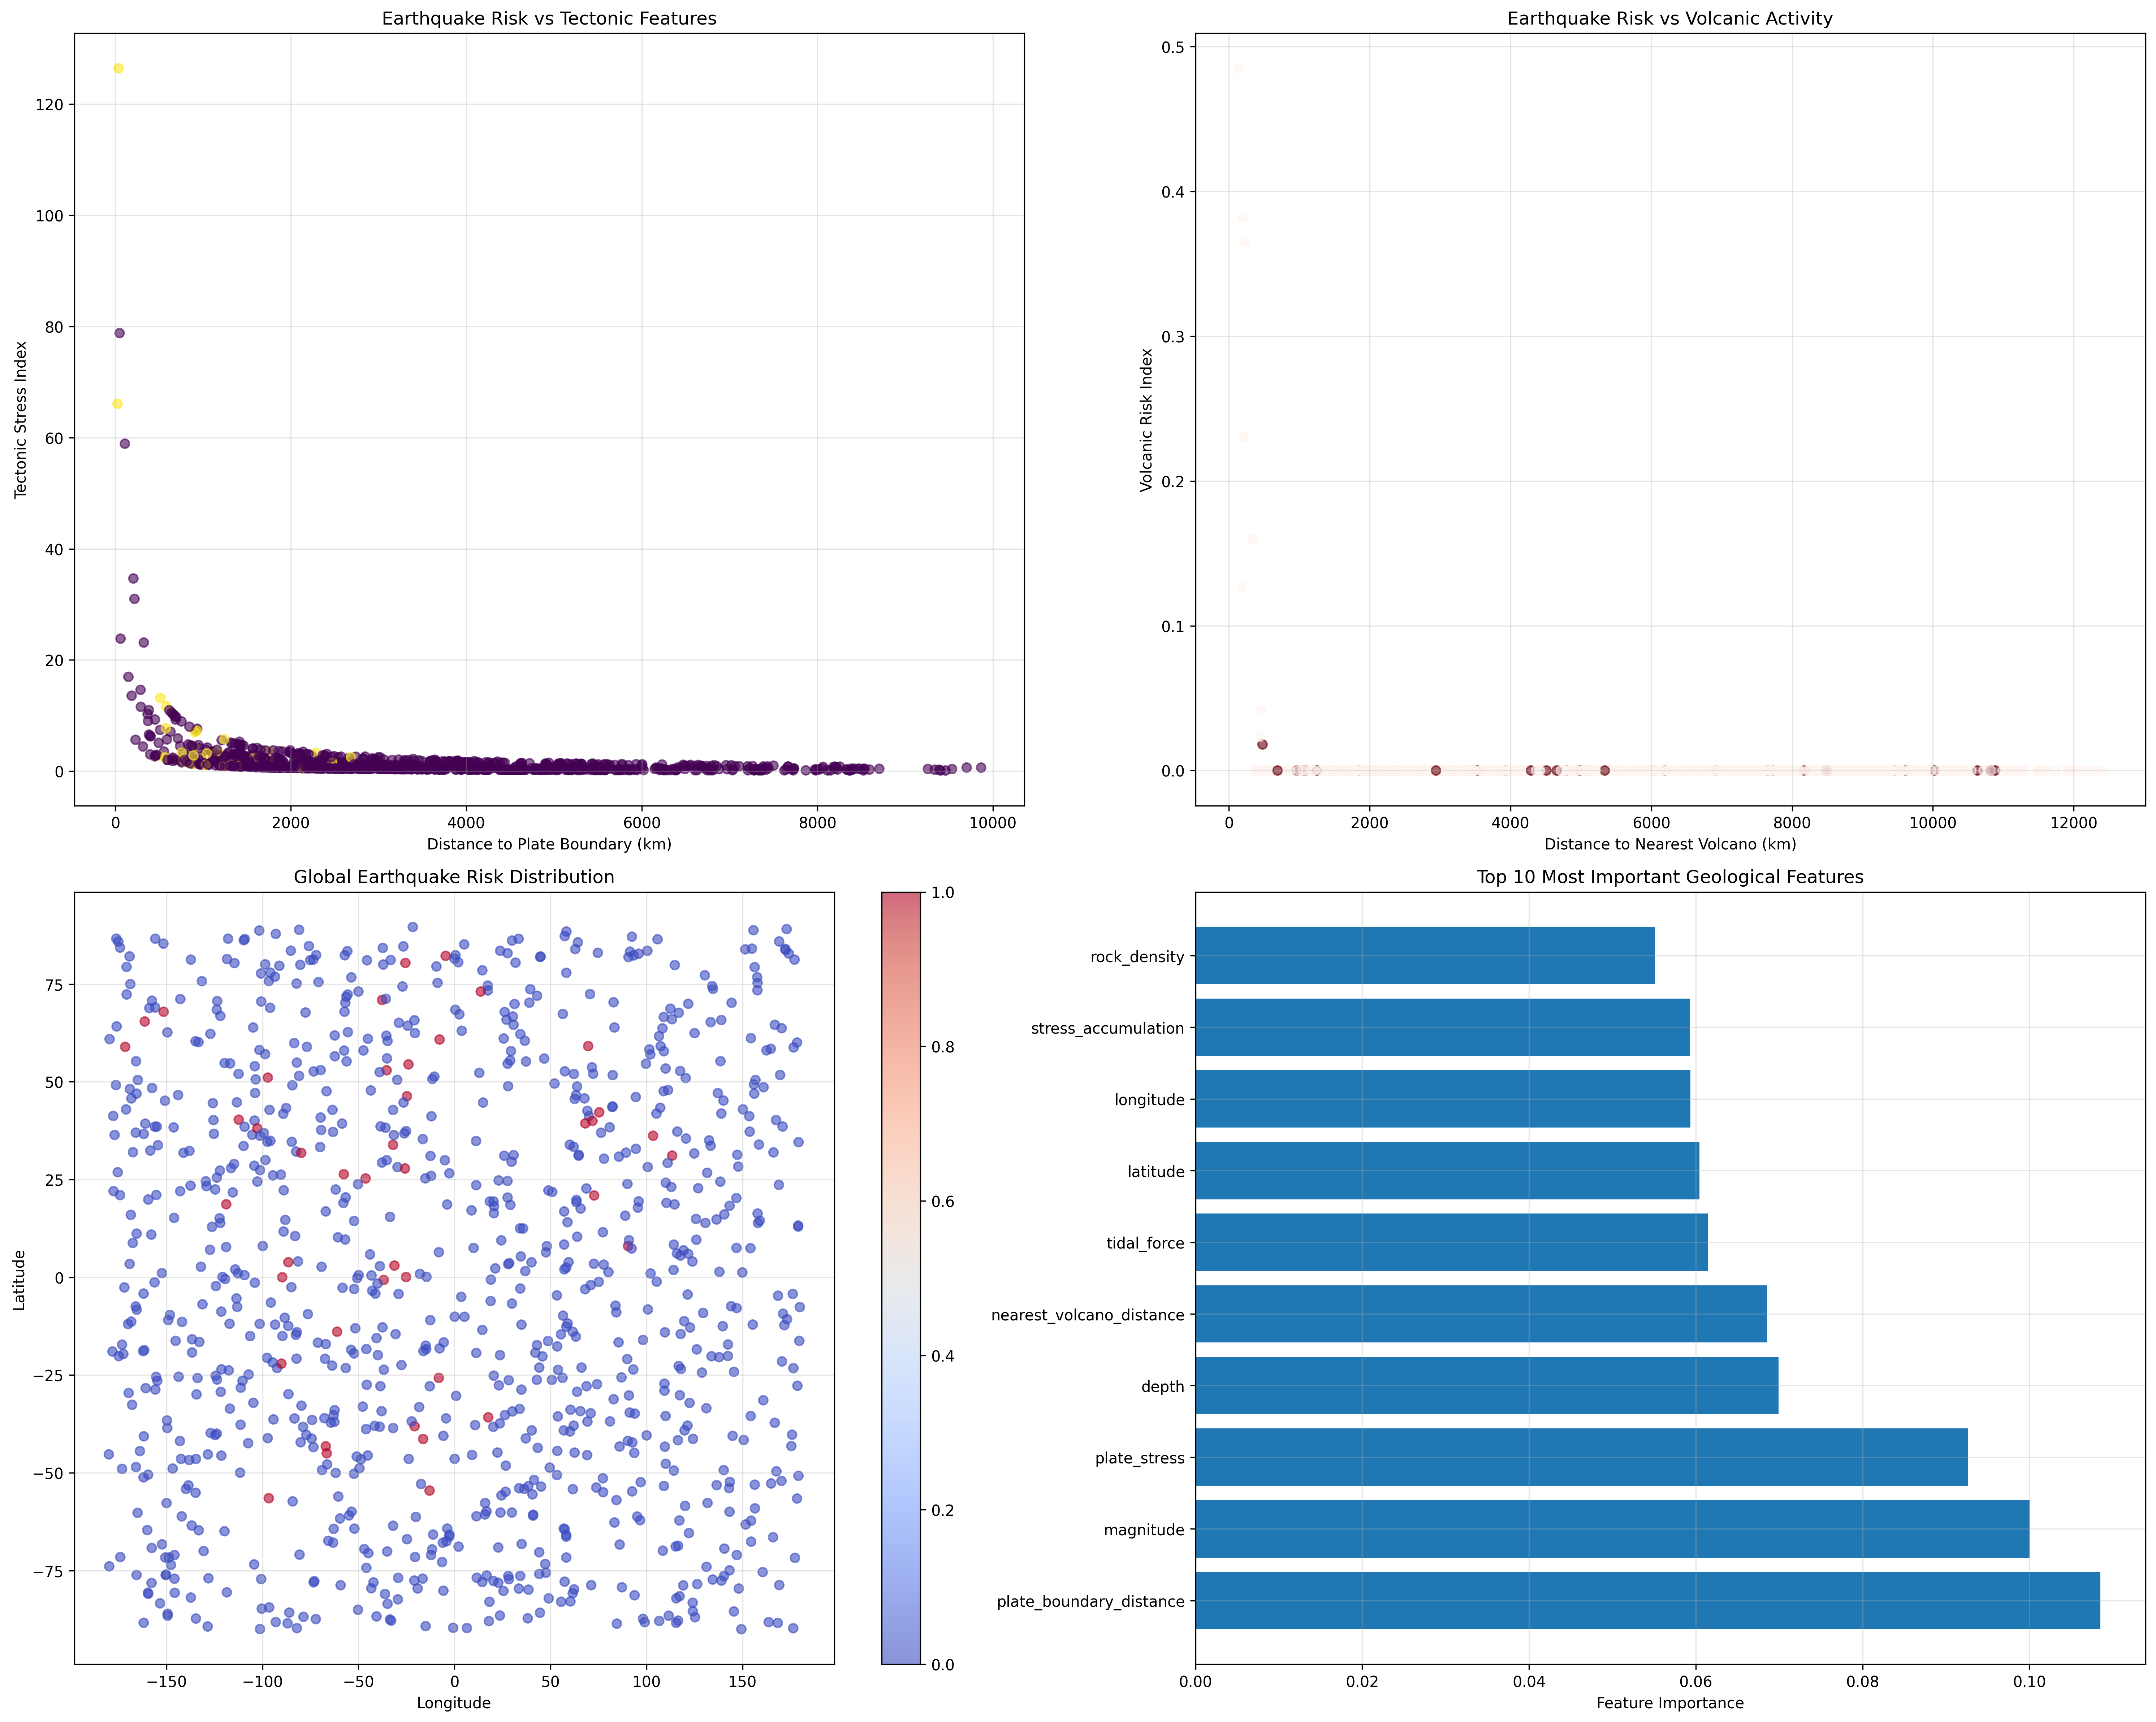 Earthquake Risk vs Tectonic Features
120
100
80
60
40
20
0
Tectonic Stress Index
0 2000 4000 6000 8000 10000
Distance to Plate Boundary (km)
Earthquake Risk vs Volcanic Activity
0.5
0.4
0.3
0.2
0.1
0.0
Volcanic Risk Index
0 2000 4000 6000 8000 10000 12000
Distance to Nearest Volcano (km)
Global Earthquake Risk Distribution
75
50
25
0
−25
−50
−75
Latitude
−150 −100 −50 0 50 100 150
Longitude
1.0
0.8
0.6
0.4
0.2
0.0
Top 10 Most Important Geological Features
rock_density
stress_accumulation
longitude
latitude
tidal_force
nearest_volcano_distance
depth
plate_stress
magnitude
plate_boundary_distance
0.00 0.02 0.04 0.06 0.08 0.10
Feature Importance